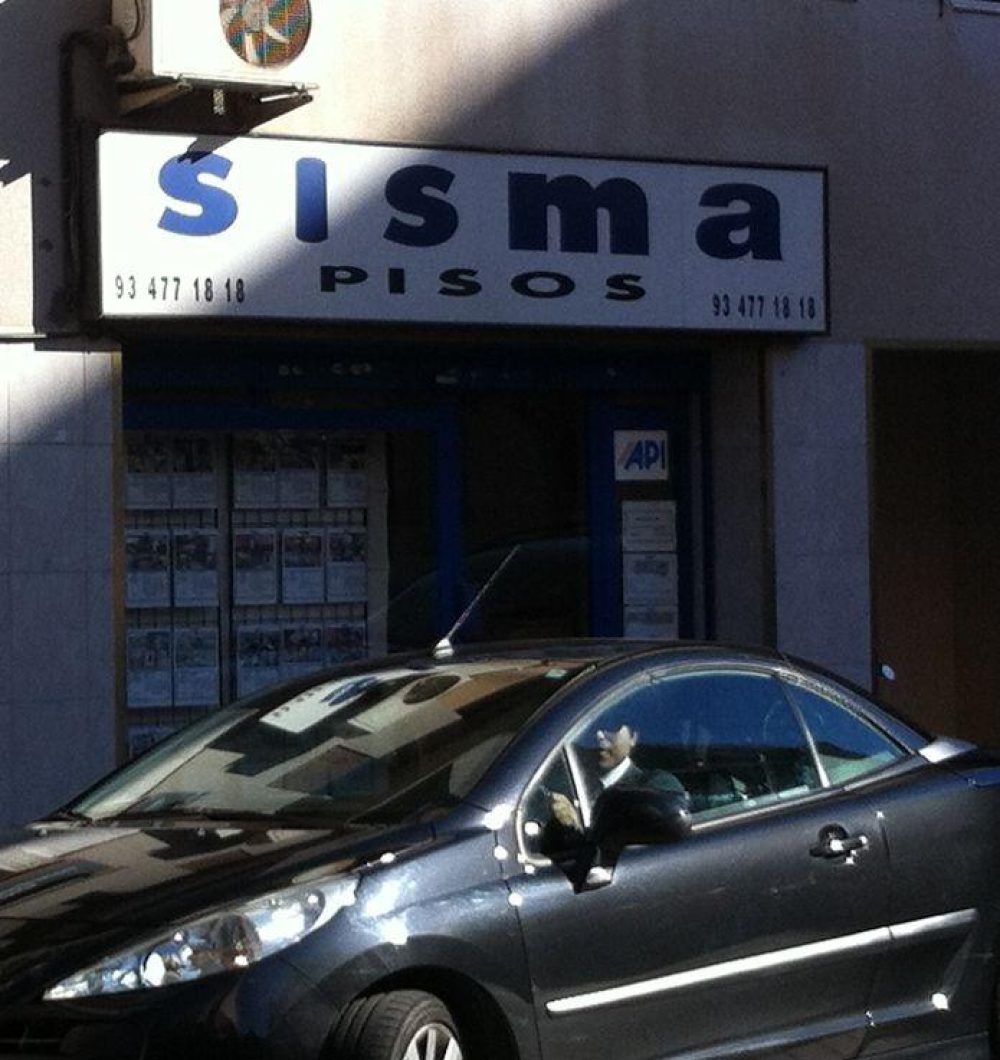 sisma
PISOS
93 477 18 18
93 477 18 18
API